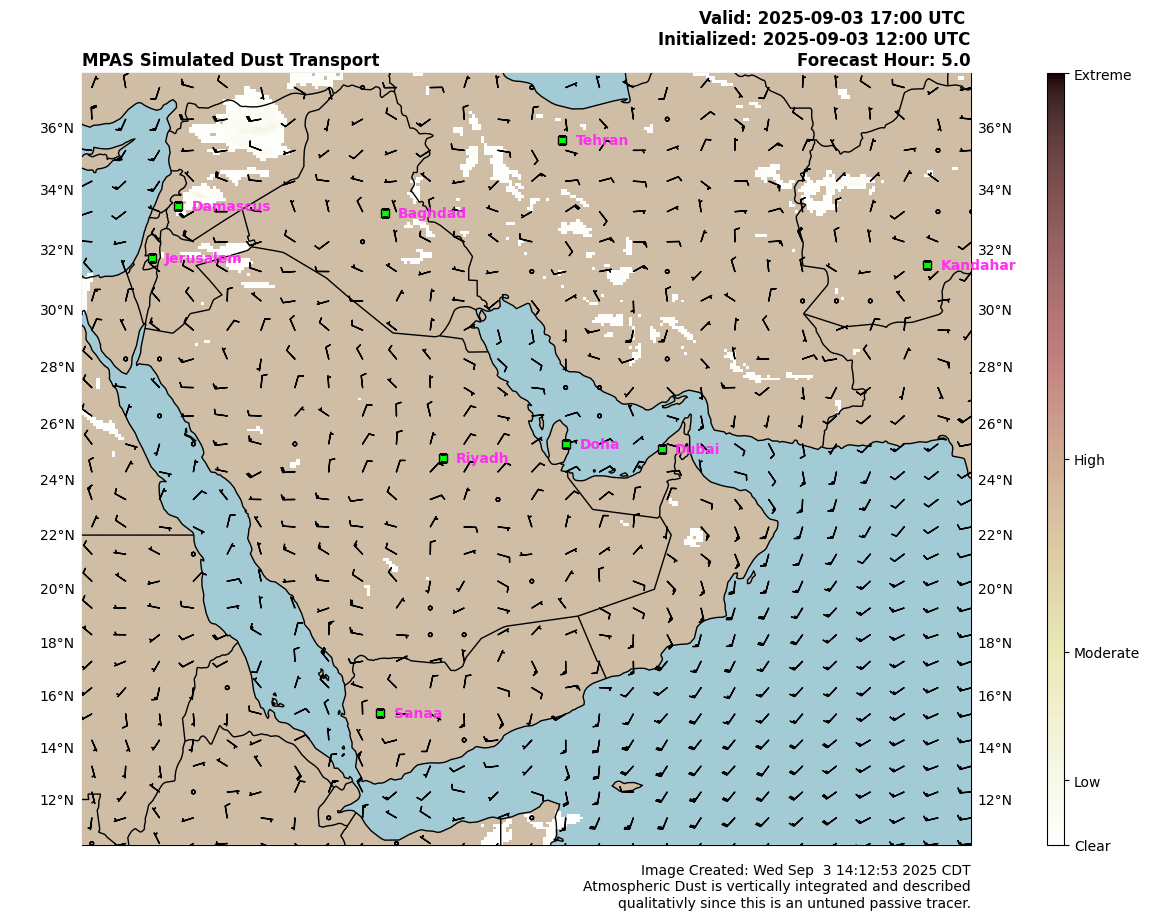 Valid: 2025-09-03 17:00 UTC
Initialized: 2025-09-03 12:00 UTC
MPAS Simulated Dust Transport Forecast Hour: 5.0
Extreme
36°N Tehran 36°N
34°N Damascus Baghdad 34°N
32°N Jerusalem Kandahar 32°N
30°N 30°N
28°N 28°N
26°N Doha Dubai 26°N
High
Riyadh
24°N 24°N
22°N 22°N
20°N 20°N
18°N 18°N
Moderate
16°N 16°N
Sanaa
14°N 14°N
Low
12°N 12°N
Clear
Image Created: Wed Sep  3 14:12:53 2025 CDT
Atmospheric Dust is vertically integrated and described
qualitativly since this is an untuned passive tracer.